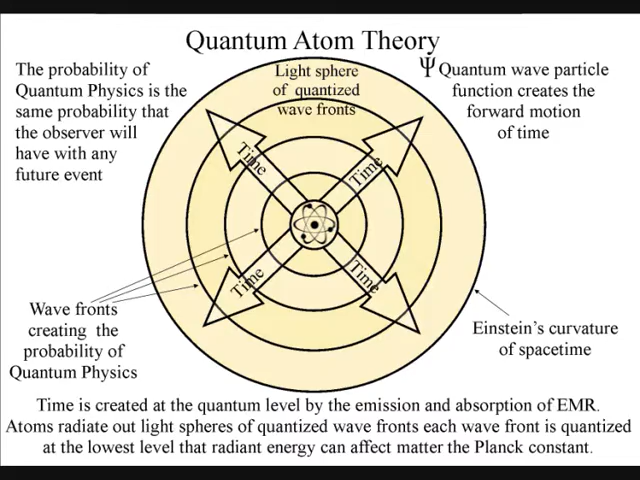 Quantum Atom Theory
The probability of
Quantum Physics is the
same probability that
the observer will
have with any
future event
Light sphere
of quantized
wave fronts
Ψ Quantum wave particle
function creates the
forward motion
of time
Time
Time
Time
Time
Wave fronts
creating the
probability of
Quantum Physics
Einstein's curvature
of spacetime
Time is created at the quantum level by the emission and absorption of EMR.
Atoms radiate out light spheres of quantized wave fronts each wave front is quantized
at the lowest level that radiant energy can affect matter the Planck constant.